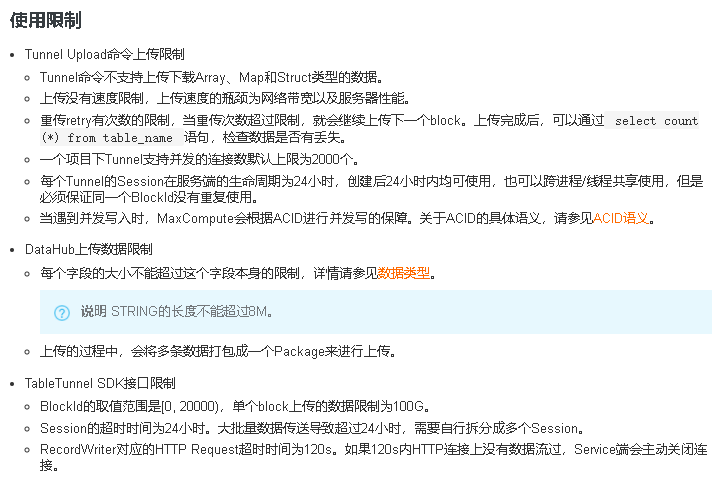 使用限制
Tunnel Upload命令上传限制
Tunnel命令不支持上传下载Array、Map和Struct类型的数据。
上传没有速度限制，上传速度的瓶颈为网络带宽以及服务器性能。
重传retry有次数的限制，当重传次数超过限制，就会继续上传下一个block。上传完成后，可以通过 select count
(*) from table_name 语句，检查数据是否有丢失。
一个项目下Tunnel支持并发的连接数默认上限为2000个。
每个Tunnel的Session在服务端的生命周期为24小时，创建后24小时内均可使用，也可以跨进程/线程共享使用，但是
必须保证同一个BlockId没有重复使用。
当遇到并发写入时，MaxCompute会根据ACID进行并发写的保障。关于ACID的具体语义，请参见ACID语义。
DataHub上传数据限制
每个字段的大小不能超过这个字段本身的限制，详情请参见数据类型。
说明 STRING的长度不能超过8M。
上传的过程中，会将多条数据打包成一个Package来进行上传。
TableTunnel SDK接口限制
BlockId的取值范围是[0, 20000)，单个block上传的数据限制为100G。
Session的超时时间为24小时。大批量数据传送导致超过24小时，需要自行拆分成多个Session。
RecordWriter对应的HTTP Request超时时间为120s。如果120s内HTTP连接上没有数据流过，Service端会主动关闭连
接。